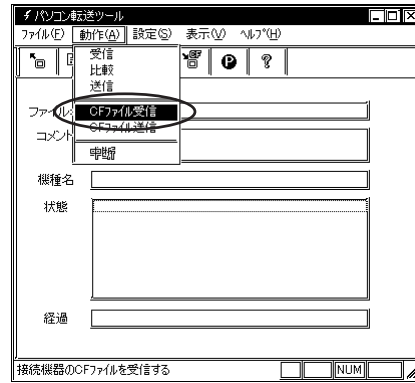 パソコン転送ツール
ファイル(F) 動作(A) 設定(S) 表示(V) ヘルプ(H)
受信
比較
送信
CFファイル受信
CFファイル送信
中断
ファイル
コメント
機種名
状態
経過
接続機器のCFファイルを受信する
NUM